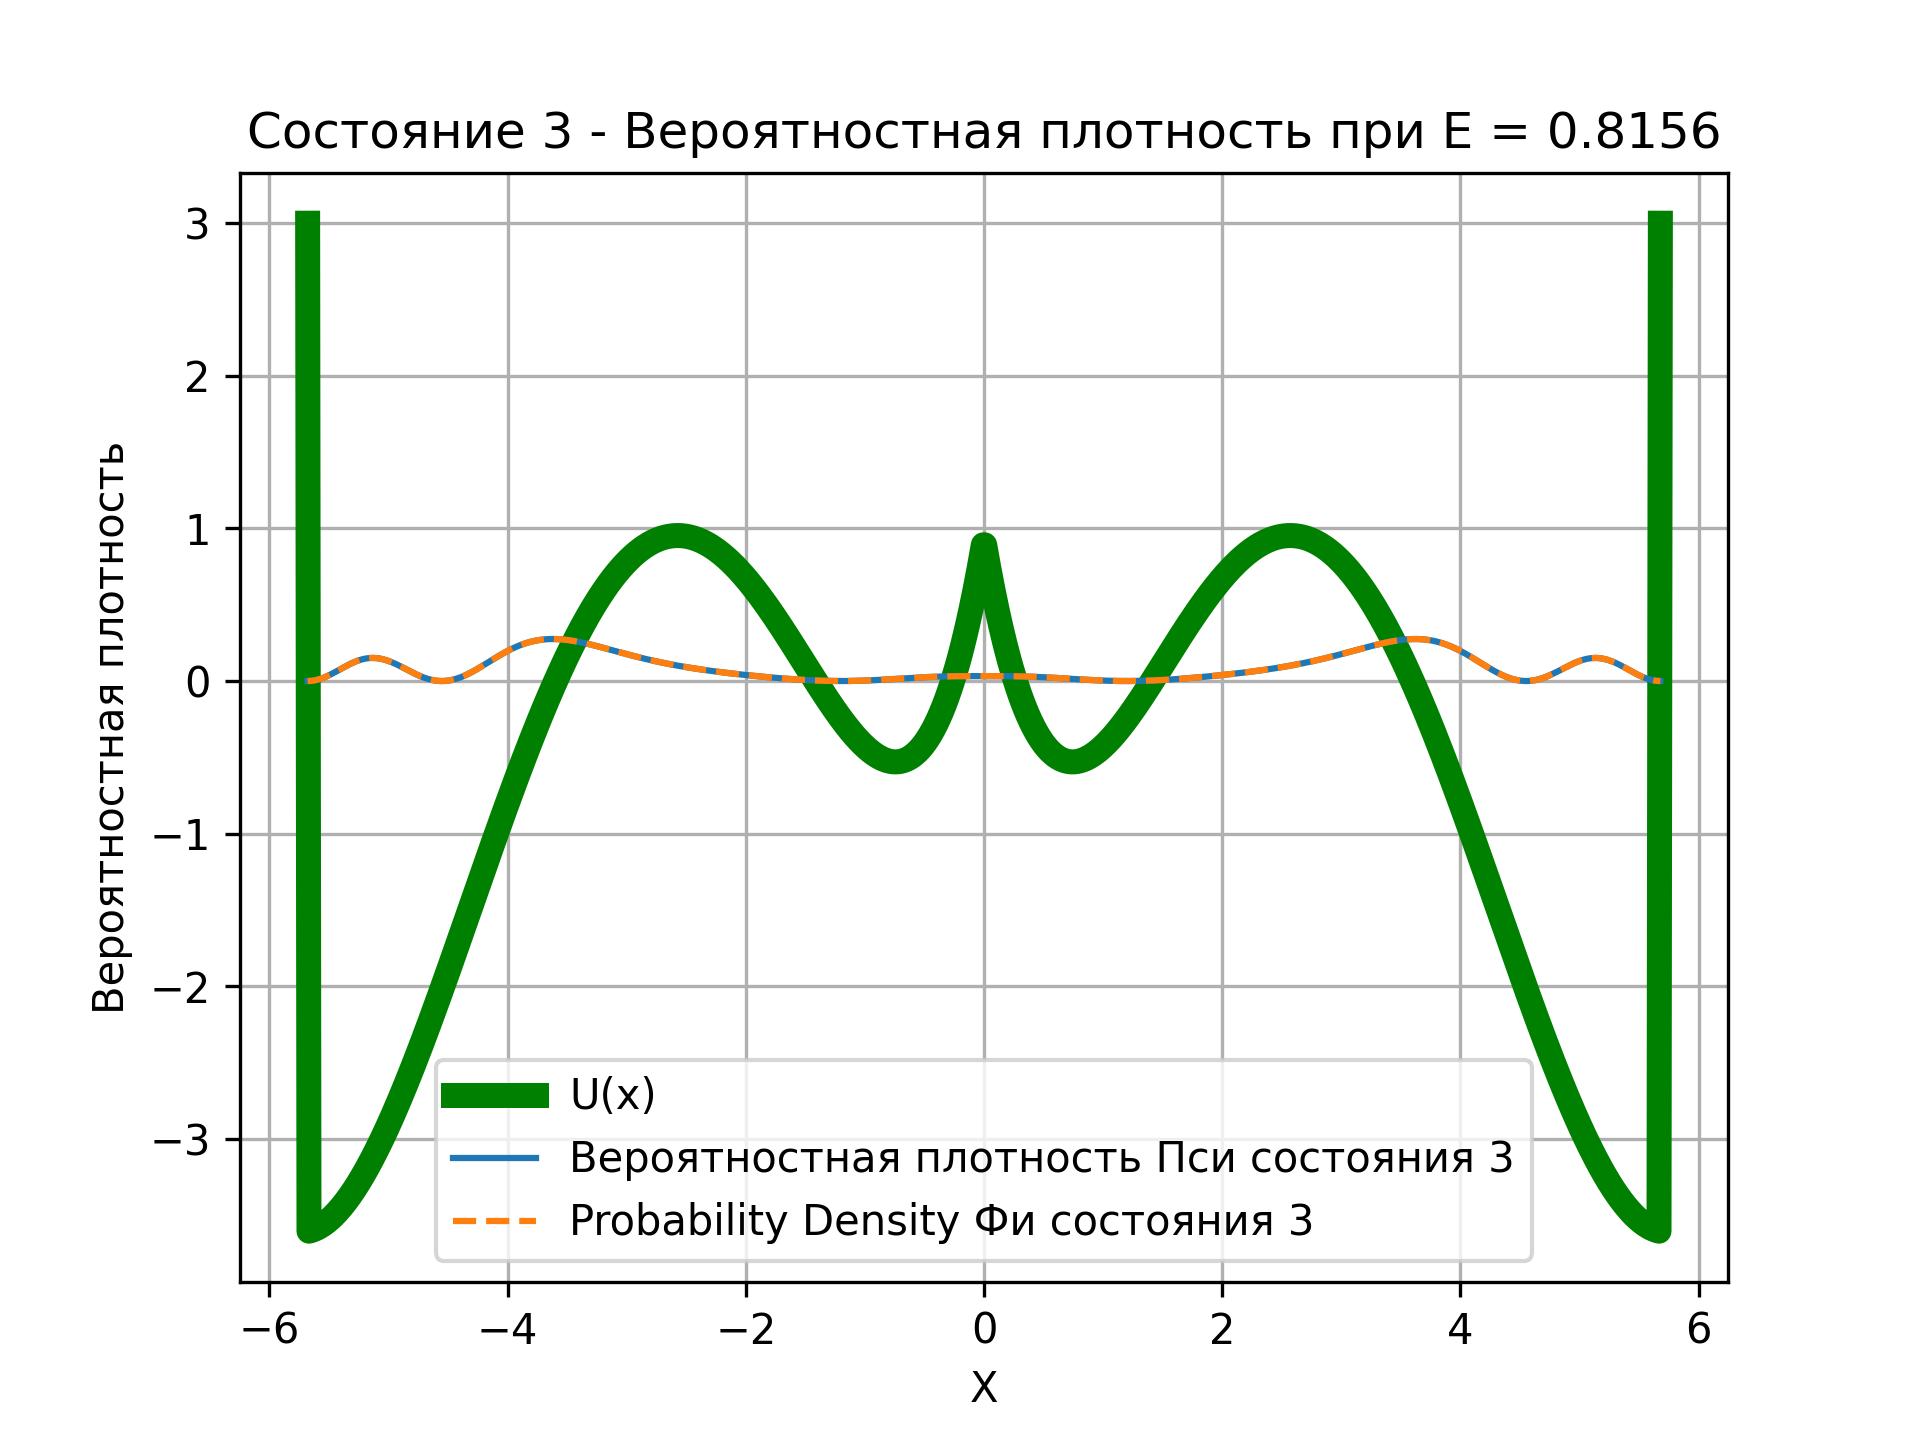 Состояние 3 - Вероятностная плотность при E = 0.8156
Вероятностная плотность
3
2
1
0
−1
−2
−3
U(x)
Вероятностная плотность Пси состояния 3
Probability Density Фи состояния 3
−6 −4 −2 0 2 4 6
X